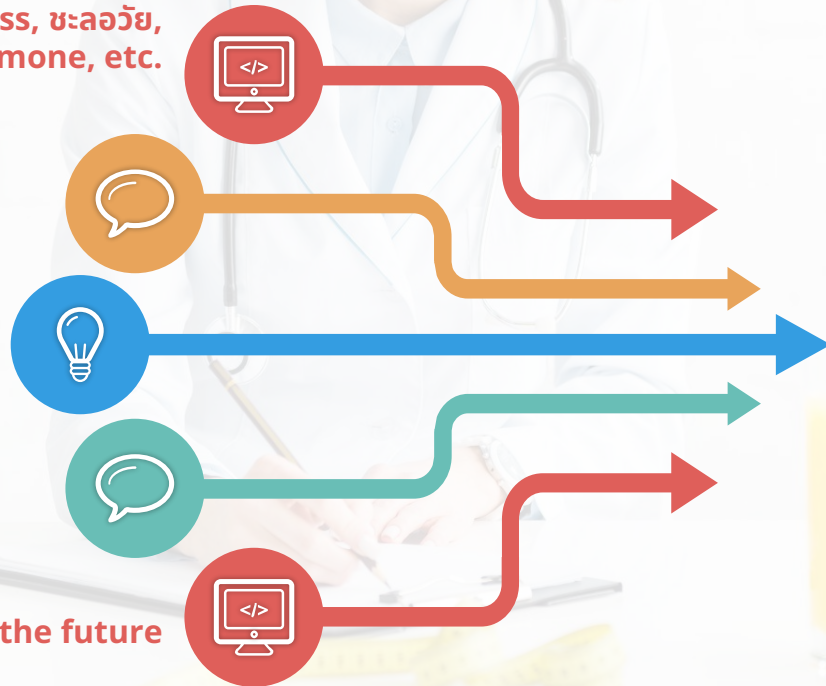 ss, ชะลอวัย,
mone, etc.
</>
the future
</>